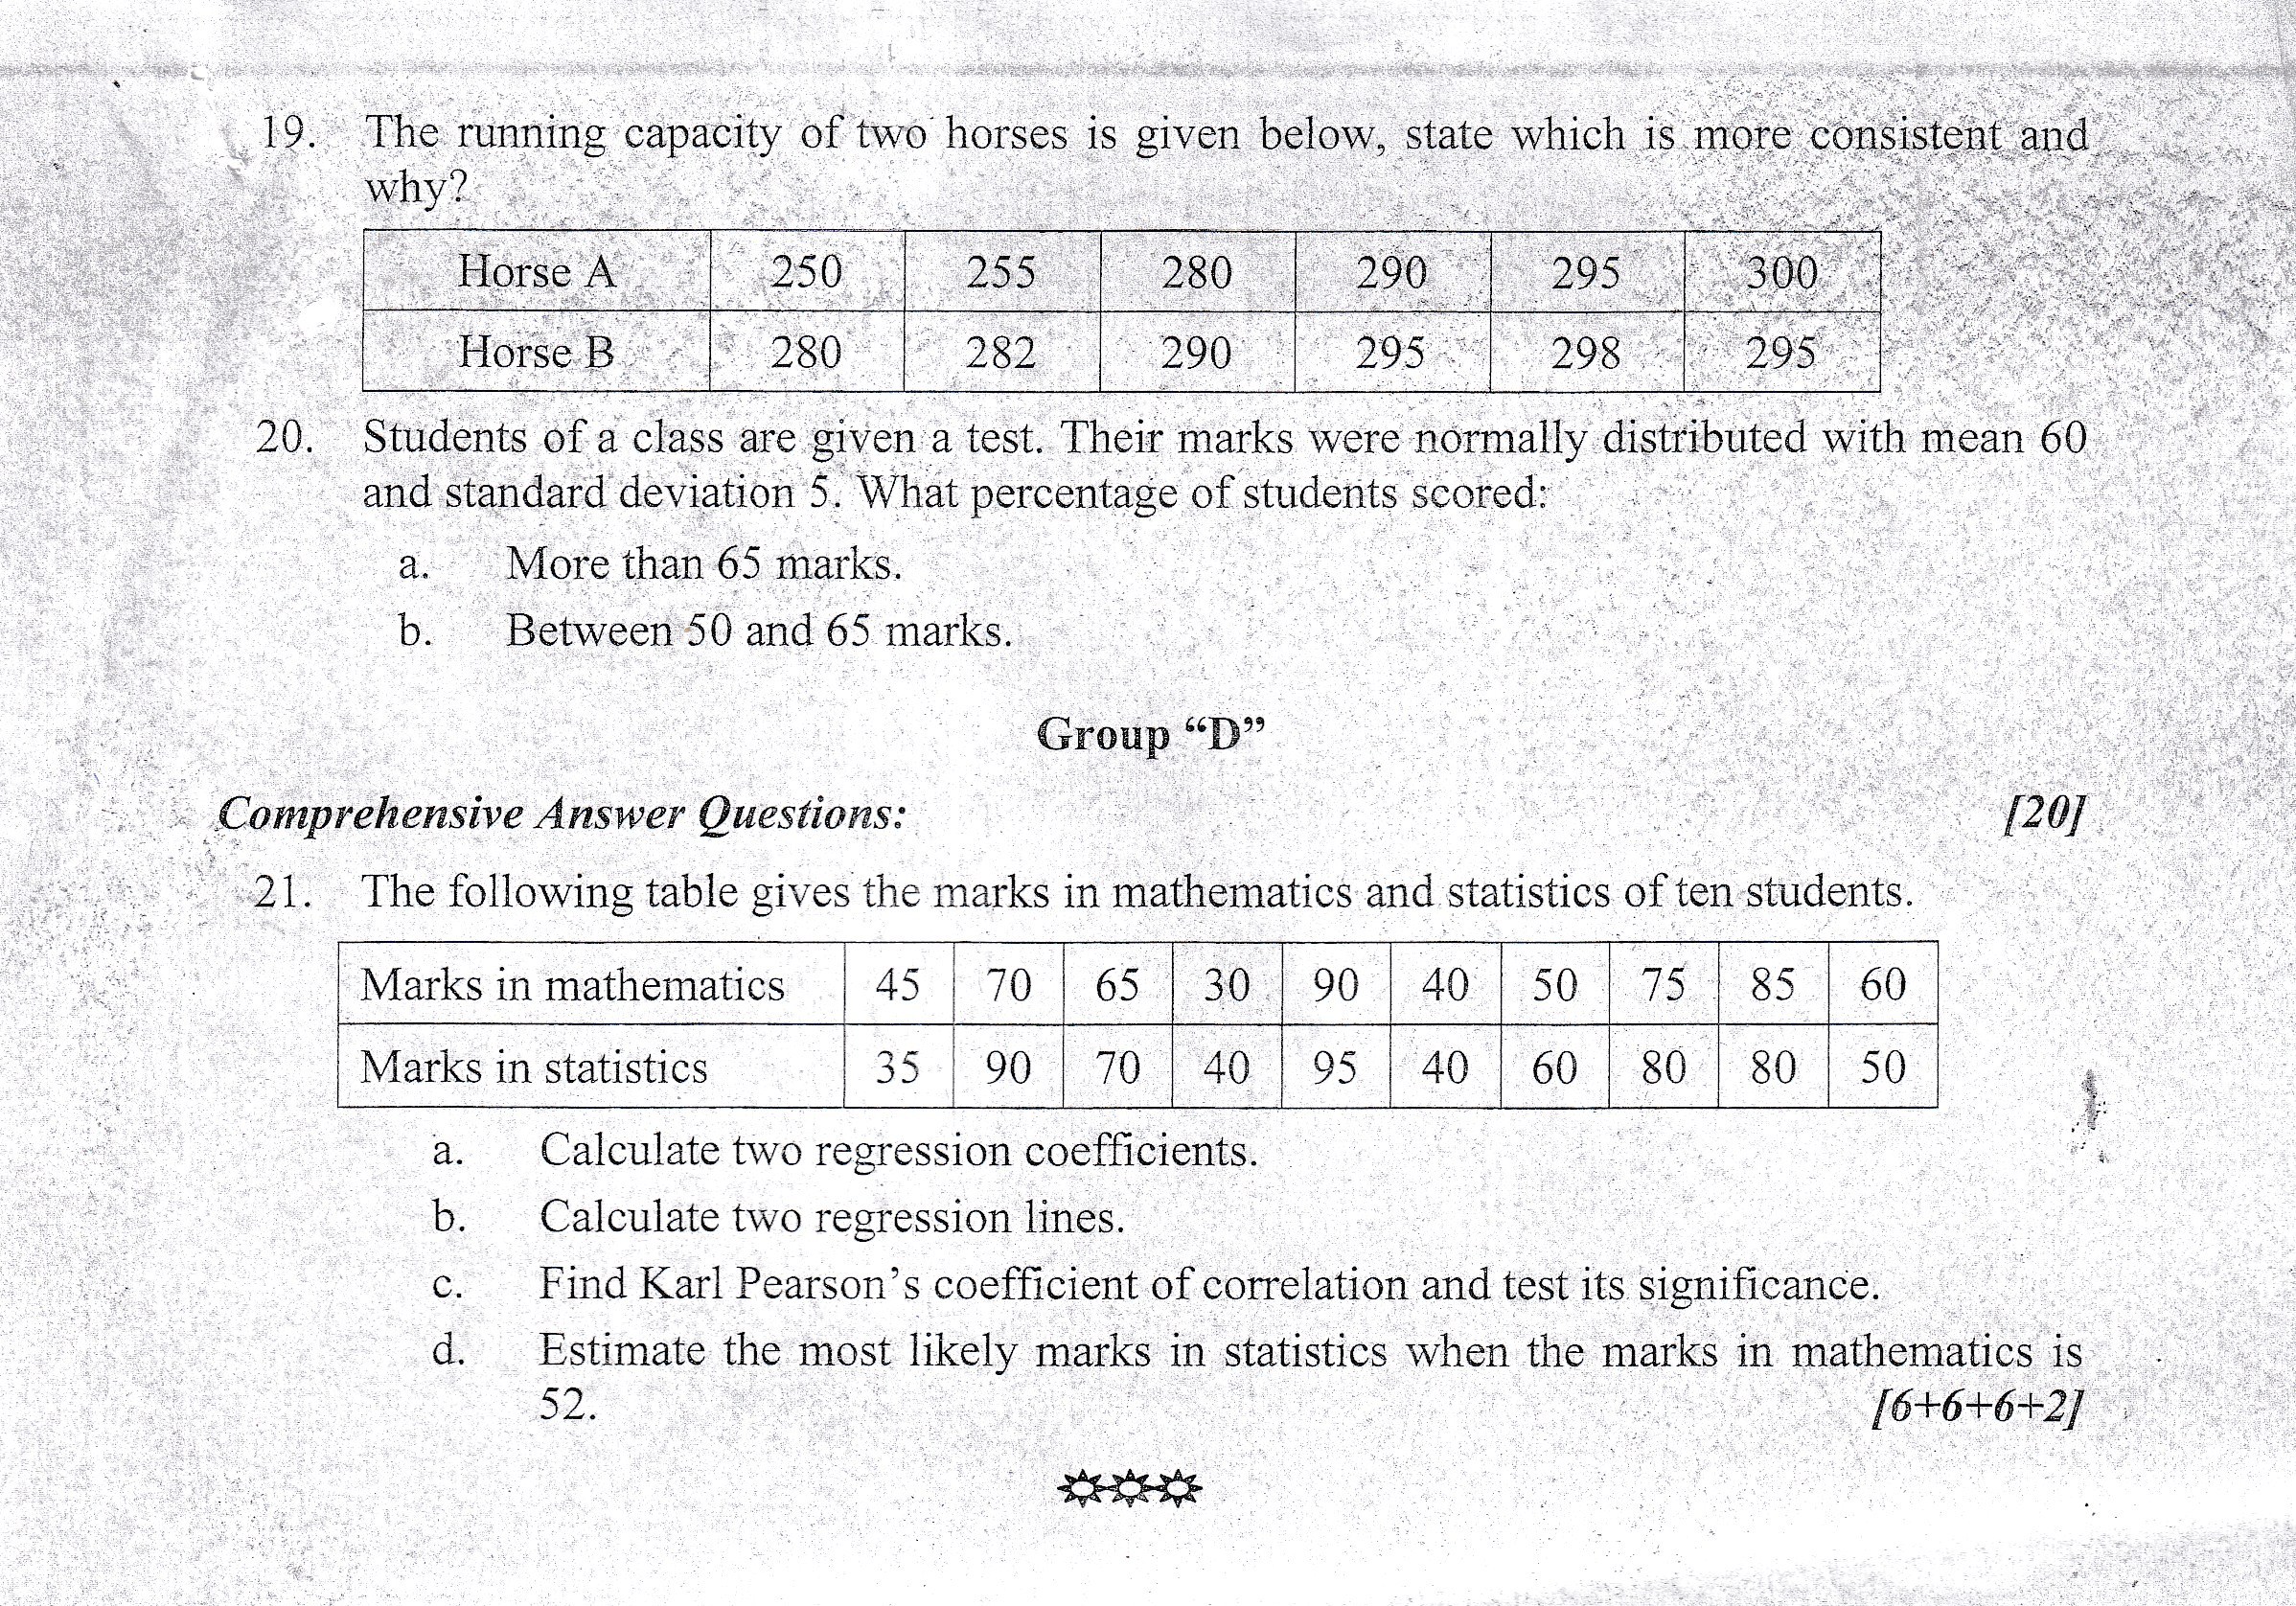 19. The running capacity of two horses is given below, state which is more consistent and
why?
Horse A 250 255 280 290 295 300
Horse B 280 282 290 295 298 295
20. Students of a class are given a test. Their marks were normally distributed with mean 60
and standard deviation 5. What percentage of students scored:
a. More than 65 marks.
b. Between 50 and 65 marks.
Group “D”
Comprehensive Answer Questions: [20]
21. The following table gives the marks in mathematics and statistics of ten students.
Marks in mathematics 45 70 65 30 90 40 50 75 85 60
Marks in statistics 35 90 70 40 95 40 60 80 80 50
a. Calculate two regression coefficients.
b. Calculate two regression lines.
c. Find Karl Pearson’s coefficient of correlation and test its significance.
d. Estimate the most likely marks in statistics when the marks in mathematics is
52. [6+6+6+2]